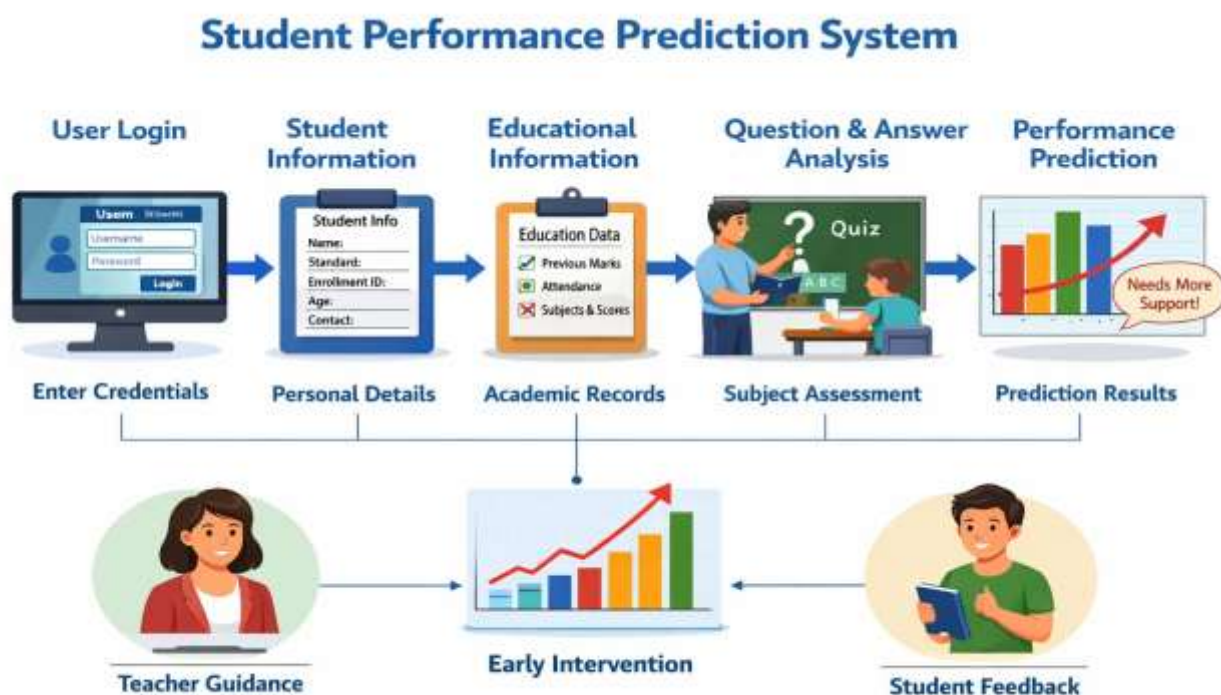 Student Performance Prediction System
User Login
Student
Information
Educational
Information
Question & Answer
Analysis
Performance
Prediction
Usem
Username
Password
Login
Student Info
Name:
Standard:
Enrollment ID:
Age:
Contact:
Education Data
Previous Marks
Attendance
Subjects & Scores
?
Quiz
A B C
Needs More
Support!
Enter Credentials
Personal Details
Academic Records
Subject Assessment
Prediction Results
Teacher Guidance
Early Intervention
Student Feedback